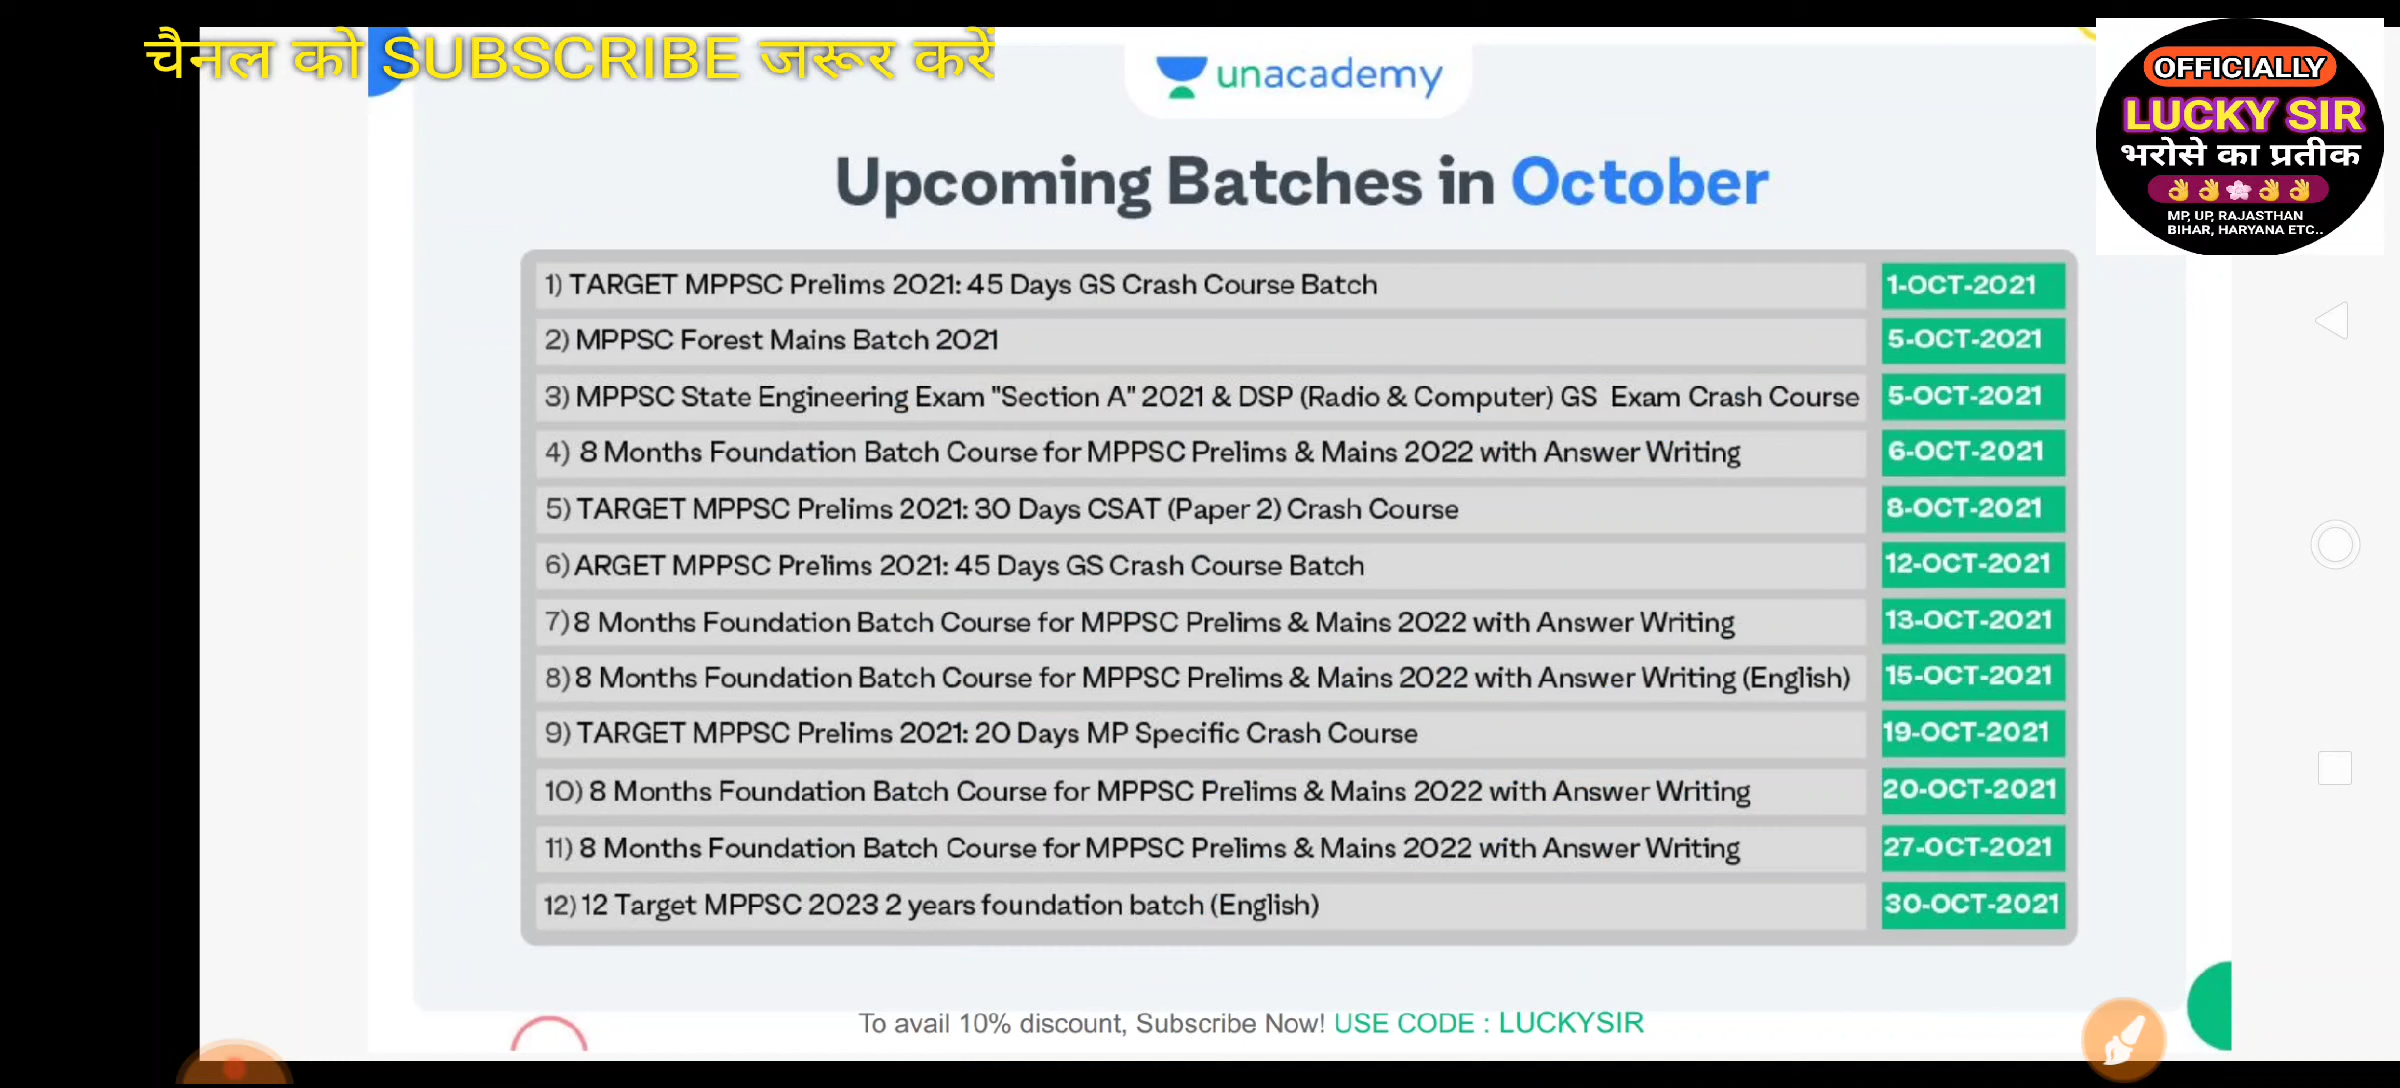 चैनल को SUBSCRIBE जरूर करें
unacademy
OFFICIALLY
LUCKY SIR
भरोसे का प्रतीक
MP, UP, RAJASTHAN
BIHAR, HARYANA ETC..
Upcoming Batches in October
1) TARGET MPPSC Prelims 2021: 45 Days GS Crash Course Batch 1-OCT-2021
2) MPPSC Forest Mains Batch 2021 5-OCT-2021
3) MPPSC State Engineering Exam "Section A" 2021 & DSP (Radio & Computer) GS Exam Crash Course 5-OCT-2021
4) 8 Months Foundation Batch Course for MPPSC Prelims & Mains 2022 with Answer Writing 6-OCT-2021
5) TARGET MPPSC Prelims 2021: 30 Days CSAT (Paper 2) Crash Course 8-OCT-2021
6) ARGET MPPSC Prelims 2021: 45 Days GS Crash Course Batch 12-OCT-2021
7) 8 Months Foundation Batch Course for MPPSC Prelims & Mains 2022 with Answer Writing 13-OCT-2021
8) 8 Months Foundation Batch Course for MPPSC Prelims & Mains 2022 with Answer Writing (English) 15-OCT-2021
9) TARGET MPPSC Prelims 2021: 20 Days MP Specific Crash Course 19-OCT-2021
10) 8 Months Foundation Batch Course for MPPSC Prelims & Mains 2022 with Answer Writing 20-OCT-2021
11) 8 Months Foundation Batch Course for MPPSC Prelims & Mains 2022 with Answer Writing 27-OCT-2021
12) 12 Target MPPSC 2023 2 years foundation batch (English) 30-OCT-2021
To avail 10% discount, Subscribe Now! USE CODE : LUCKYSIR